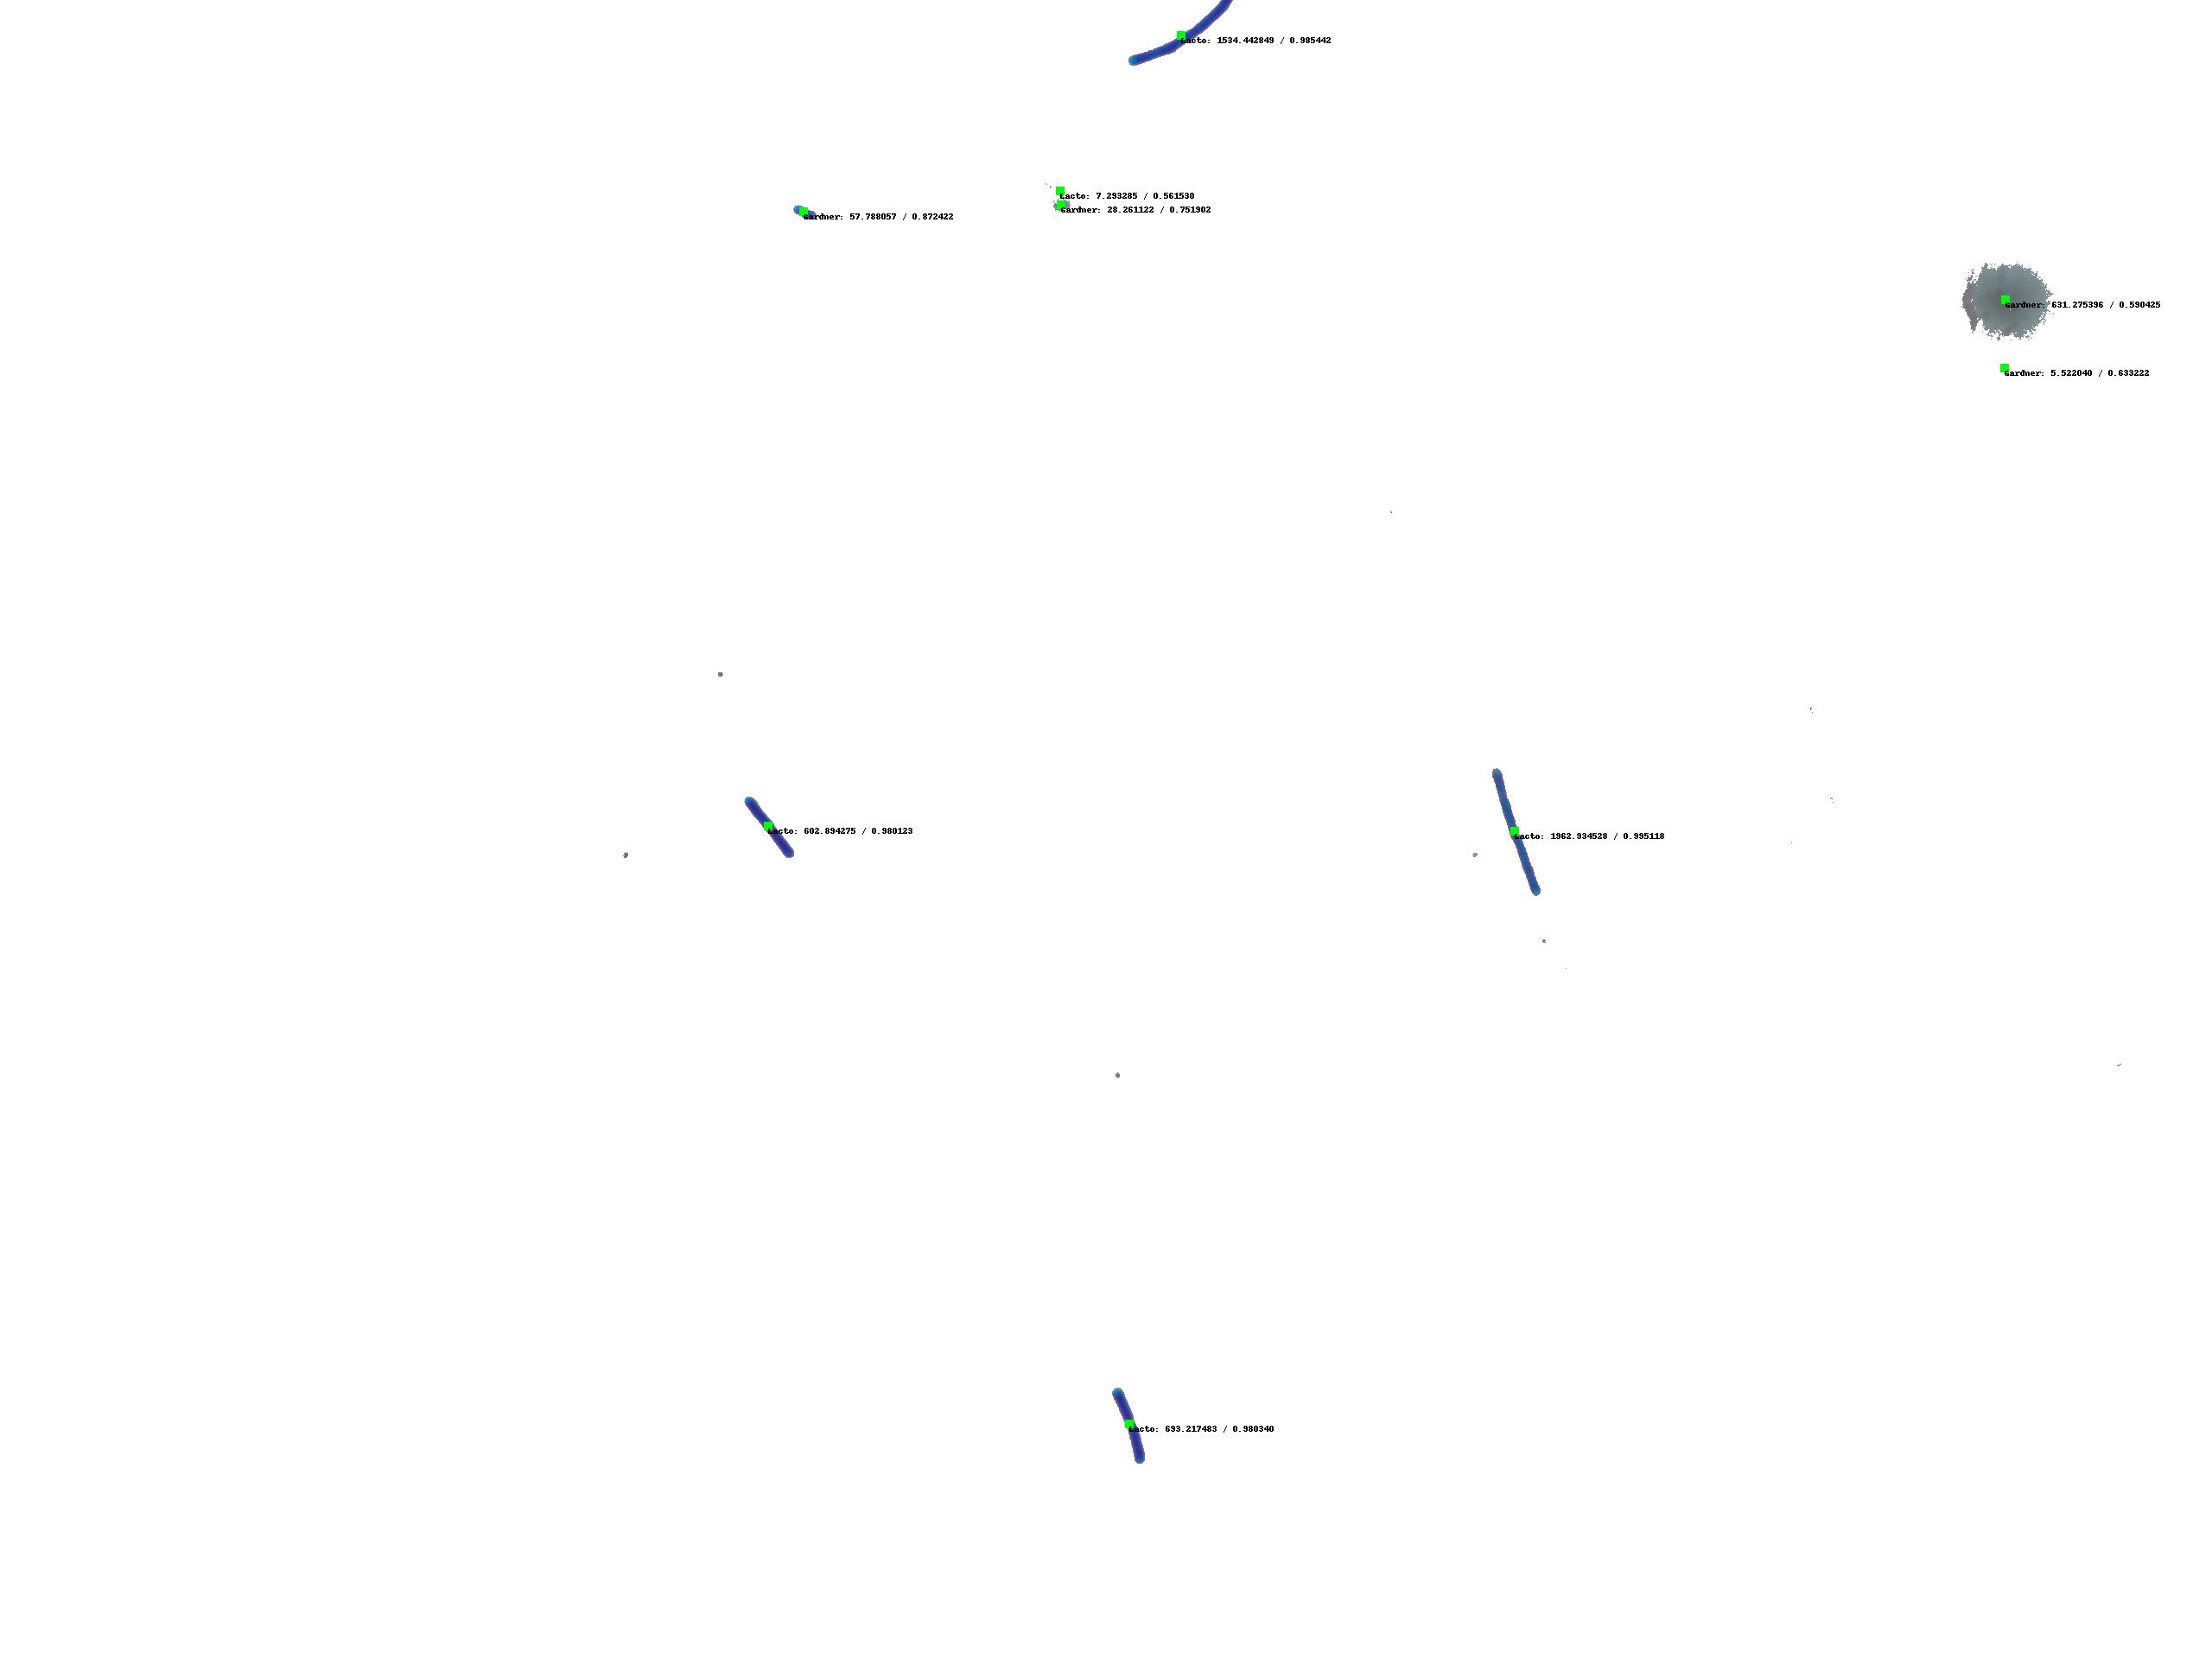 Lacto: 1534.442849 / 0.985442
Lacto: 7.293285 / 0.561530
Gardner: 28.261122 / 0.751902
Gardner: 57.788057 / 0.872422
Gardner: 631.275396 / 0.590425
Gardner: 5.522040 / 0.633222
Lacto: 602.894275 / 0.980123
Lacto: 1962.934528 / 0.995118
Lacto: 693.217483 / 0.980340